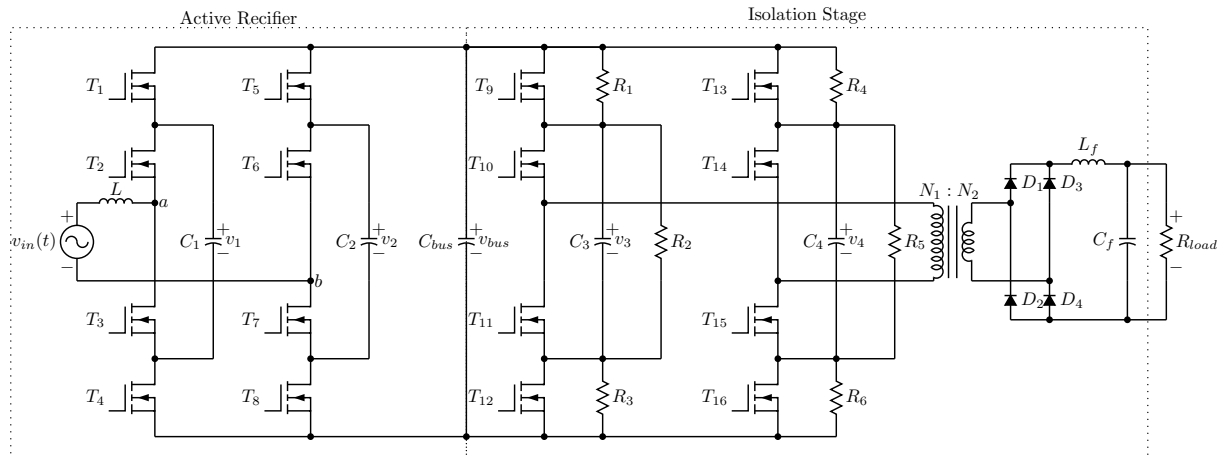 Active Recifier
Isolation Stage
T1
T5
T9
R1
T13
R4
T2
T6
T10
T14
L
a
N1 : N2
D1
D3
Lf
vin(t)
+
−
C1
+
v1
−
C2
+
v2
−
Cbus
+
vbus
−
C3
+
v3
−
R2
C4
+
v4
−
R5
Cf
+
Rload
−
b
D2
D4
T3
T7
T11
T15
T4
T8
T12
R3
T16
R6